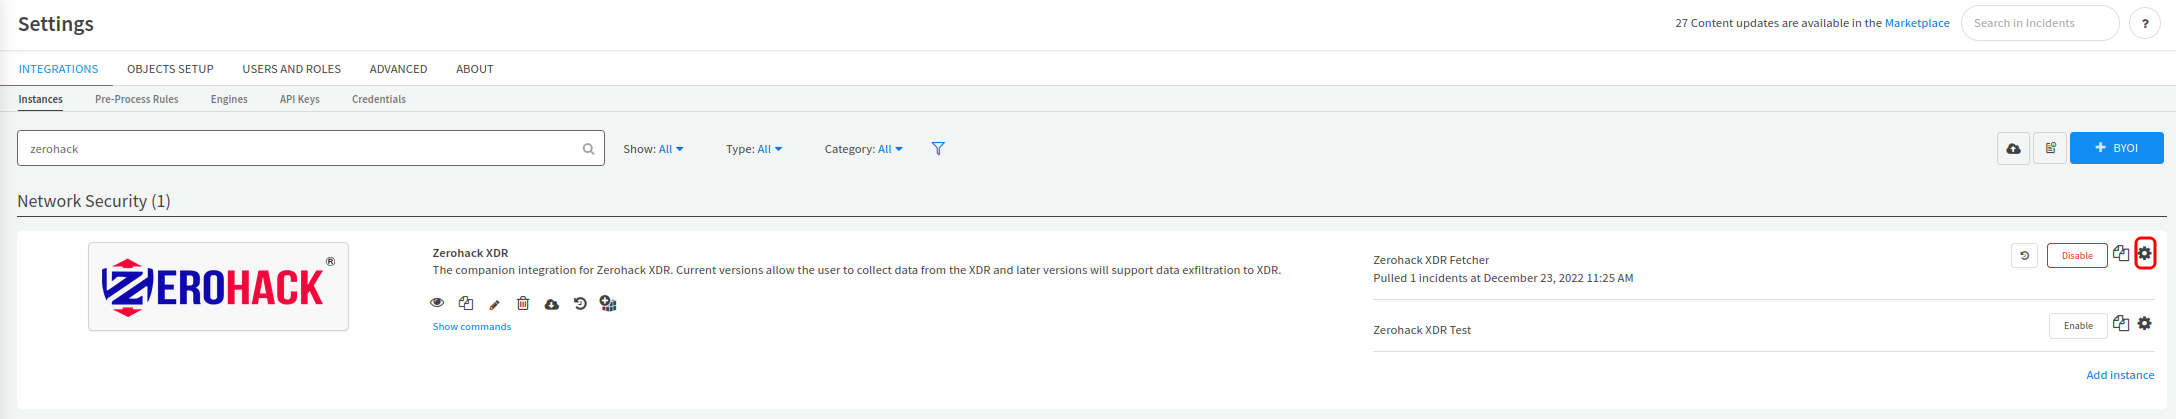 Settings
27 Content updates are available in the Marketplace
Search in Incidents
?
INTEGRATIONS OBJECTS SETUP USERS AND ROLES ADVANCED ABOUT
Instances Pre-Process Rules Engines API Keys Credentials
zerohack Show: All Type: All Category: All + BYOI
Network Security (1)
ZEROHACK®
Zerohack XDR
The companion integration for Zerohack XDR. Current versions allow the user to collect data from the XDR and later versions will support data exfiltration to XDR.
Show commands
Zerohack XDR Fetcher
Pulled 1 incidents at December 23, 2022 11:25 AM
Disable
Zerohack XDR Test
Enable
Add instance